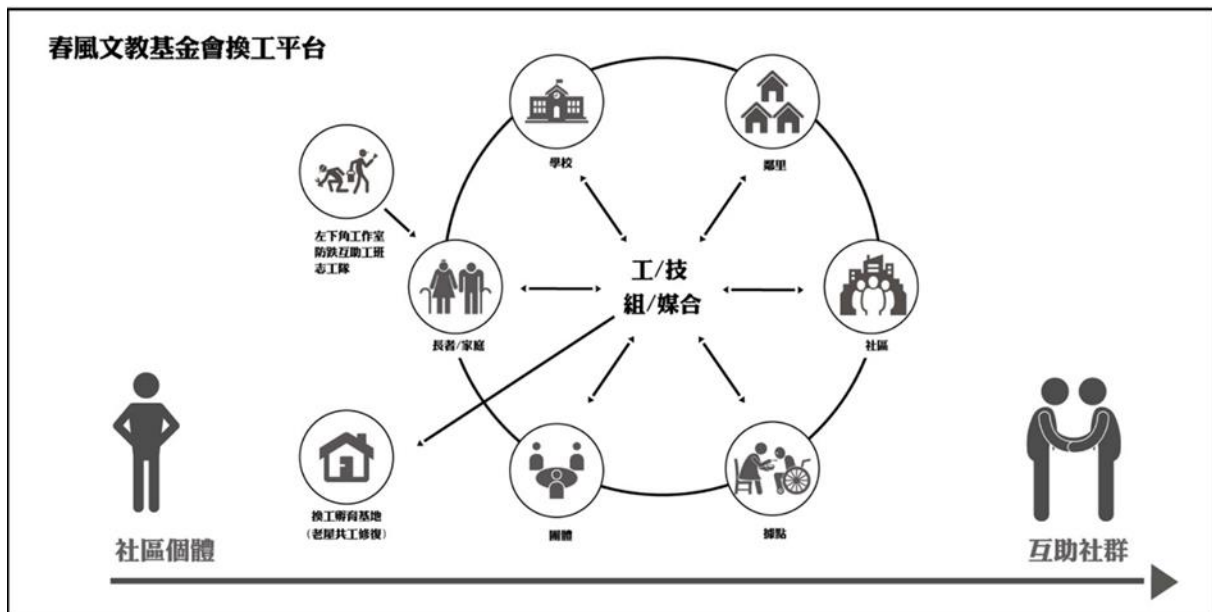 春風文教基金會換工平台
學校
鄰里
左下角工作室
防跌互助工班
志工隊
工/技
組/媒合
長者/家庭
社區
換工孵育基地
(老屋共工修復)
團體
據點
社區個體
互助社群